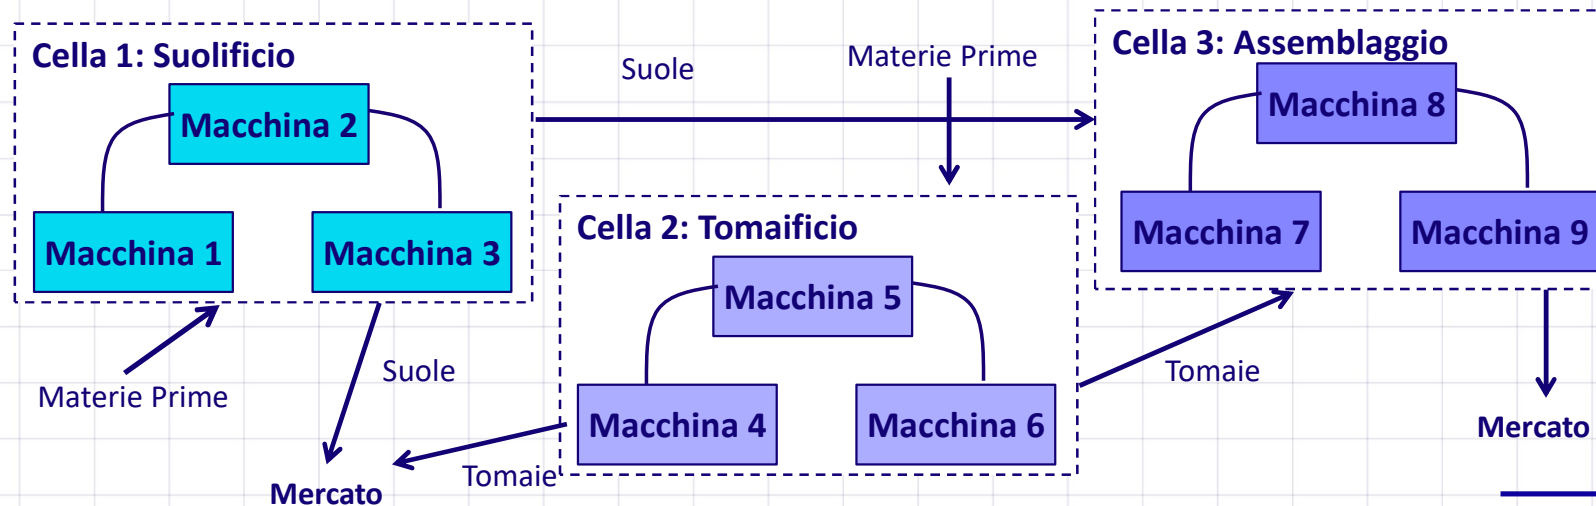 Cella 1: Suolificio
Macchina 2
Macchina 1
Macchina 3
Materie Prime
Suole
Mercato
Suole
Materie Prime
Cella 2: Tomaificio
Macchina 5
Macchina 4
Macchina 6
Tomaie
Tomaie
Cella 3: Assemblaggio
Macchina 8
Macchina 7
Macchina 9
Mercato